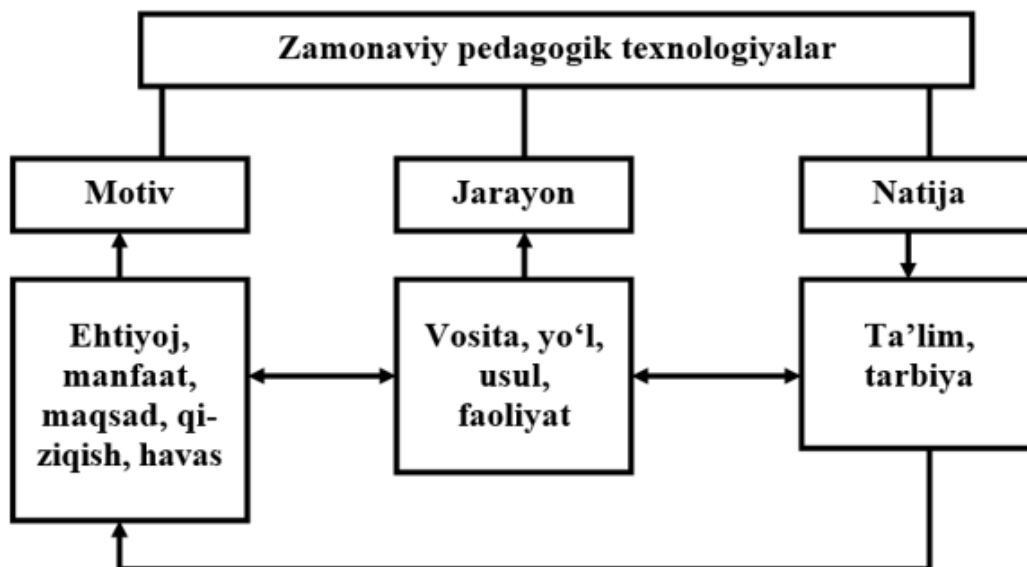 Zamonaviy pedagogik texnologiyalar
Motiv
Jarayon
Natija
Ehtiyoj,
manfaat,
maqsad, qi-
ziqish, havas
Vosita, yo‘l,
usul,
faoliyat
Ta’lim,
tarbiya